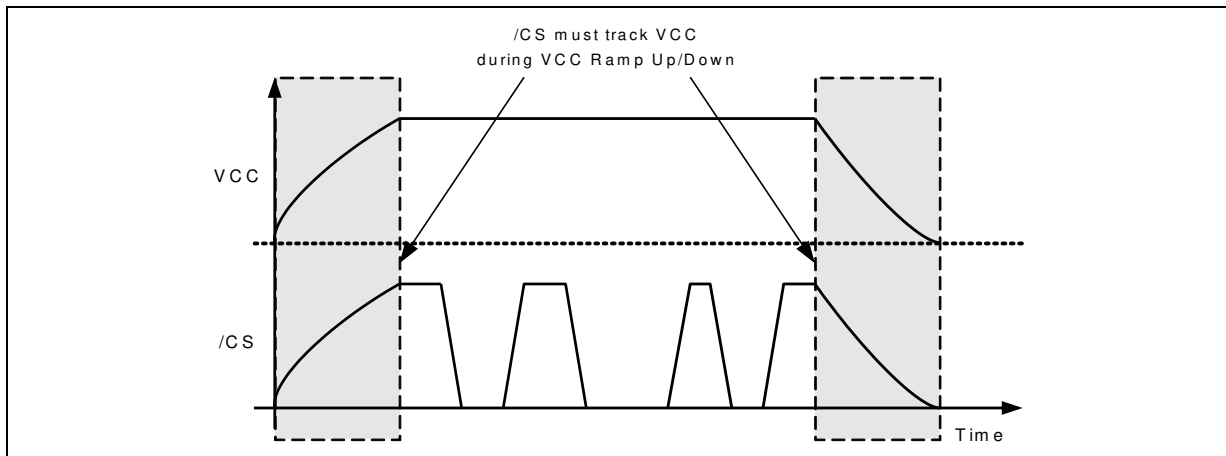 /CS must track VCC
during VCC Ramp Up/Down
VCC
/CS
Time